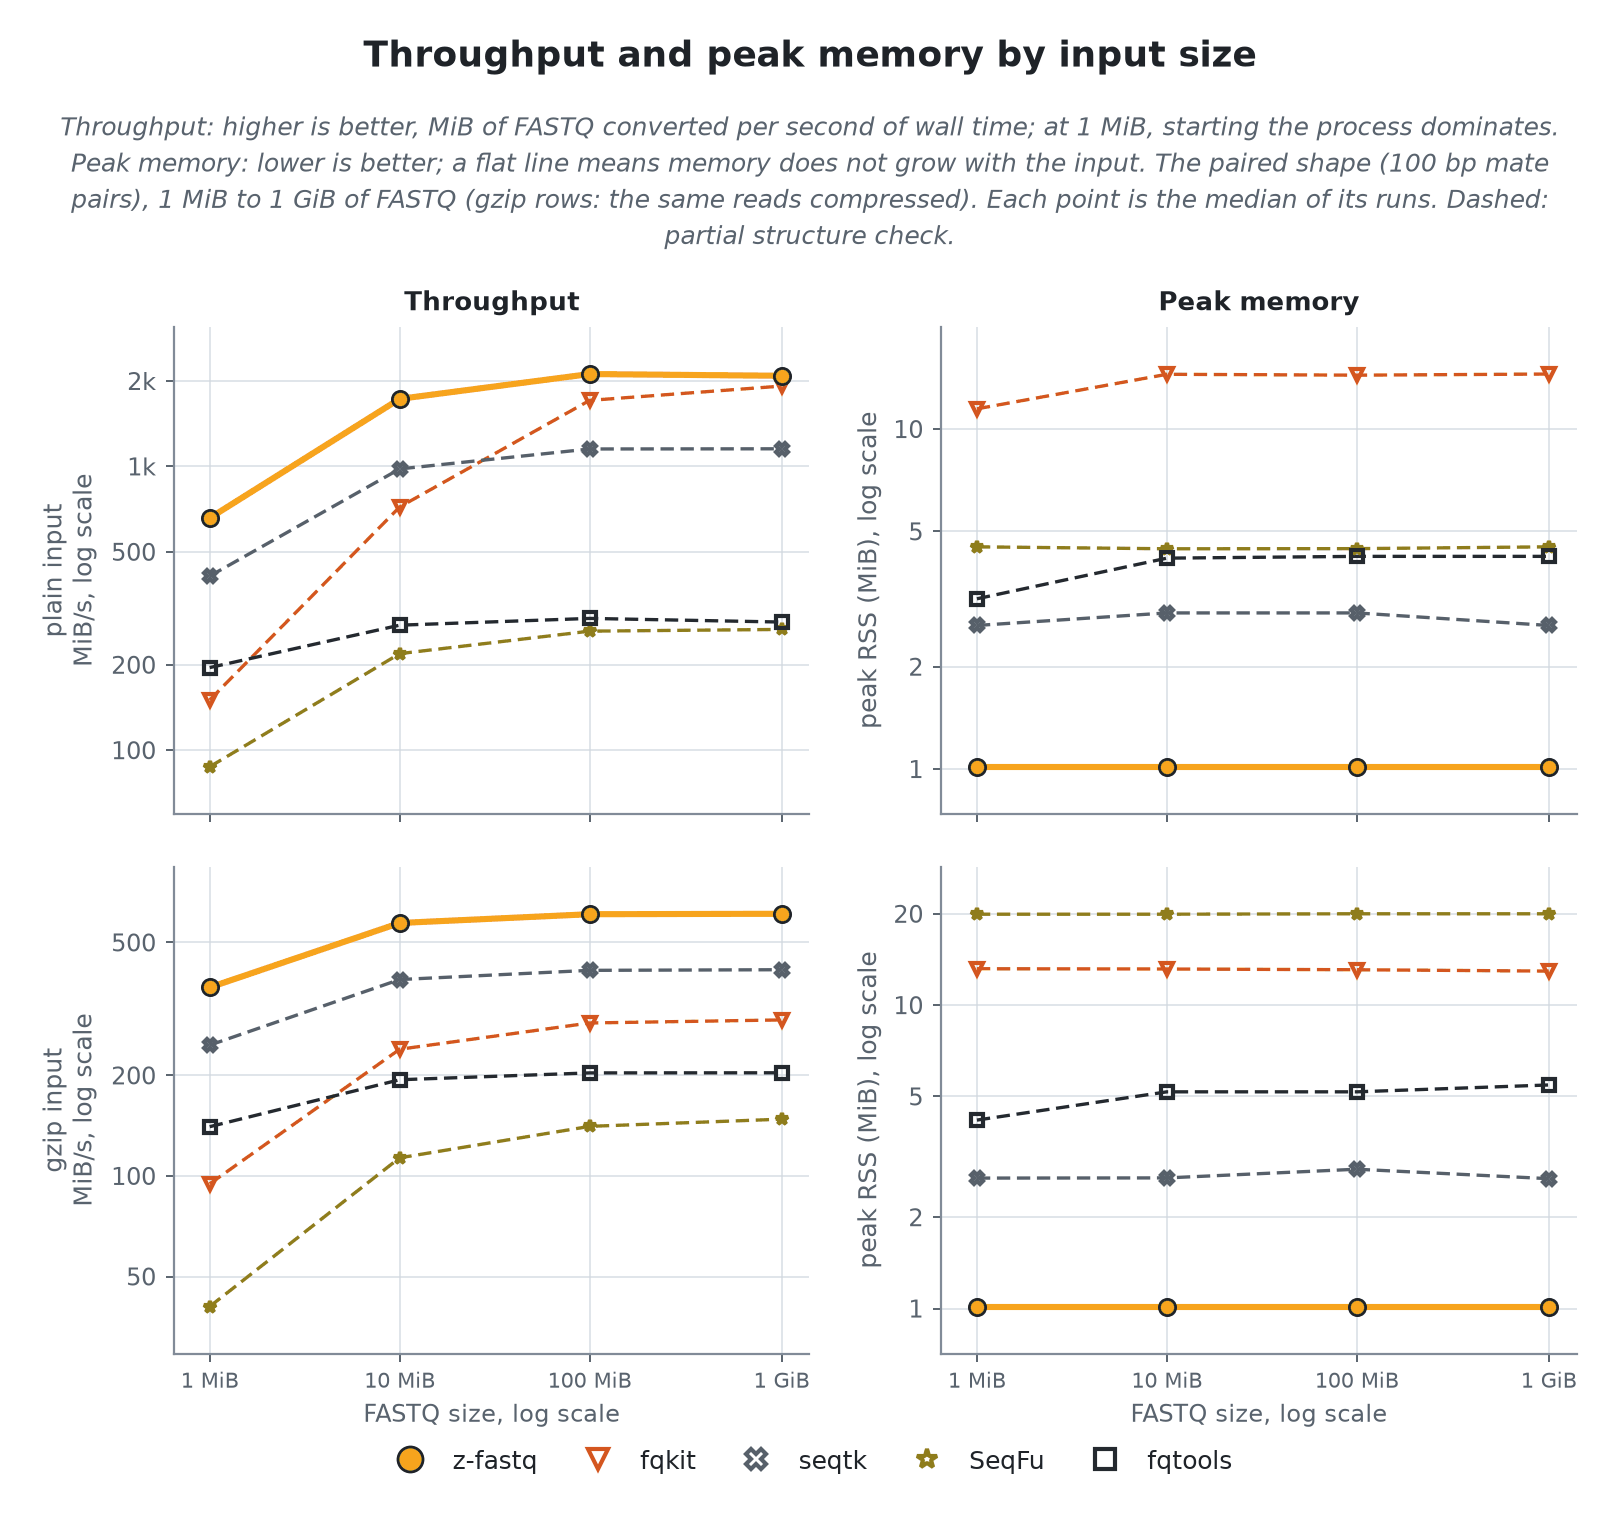 Throughput and peak memory by input size
Throughput: higher is better, MiB of FASTQ converted per second of wall time; at 1 MiB, starting the process dominates.
Peak memory: lower is better; a flat line means memory does not grow with the input. The paired shape (100 bp mate
pairs), 1 MiB to 1 GiB of FASTQ (gzip rows: the same reads compressed). Each point is the median of its runs. Dashed:
partial structure check.
Throughput
2k
1k
500
200
100
plain input
MiB/s, log scale
Peak memory
10
5
2
1
peak RSS (MiB), log scale
500
200
100
50
gzip input
MiB/s, log scale
1 MiB
10 MiB
100 MiB
1 GiB
FASTQ size, log scale
20
10
5
2
1
peak RSS (MiB), log scale
1 MiB
10 MiB
100 MiB
1 GiB
FASTQ size, log scale
z-fastq
fqkit
seqtk
SeqFu
fqtools